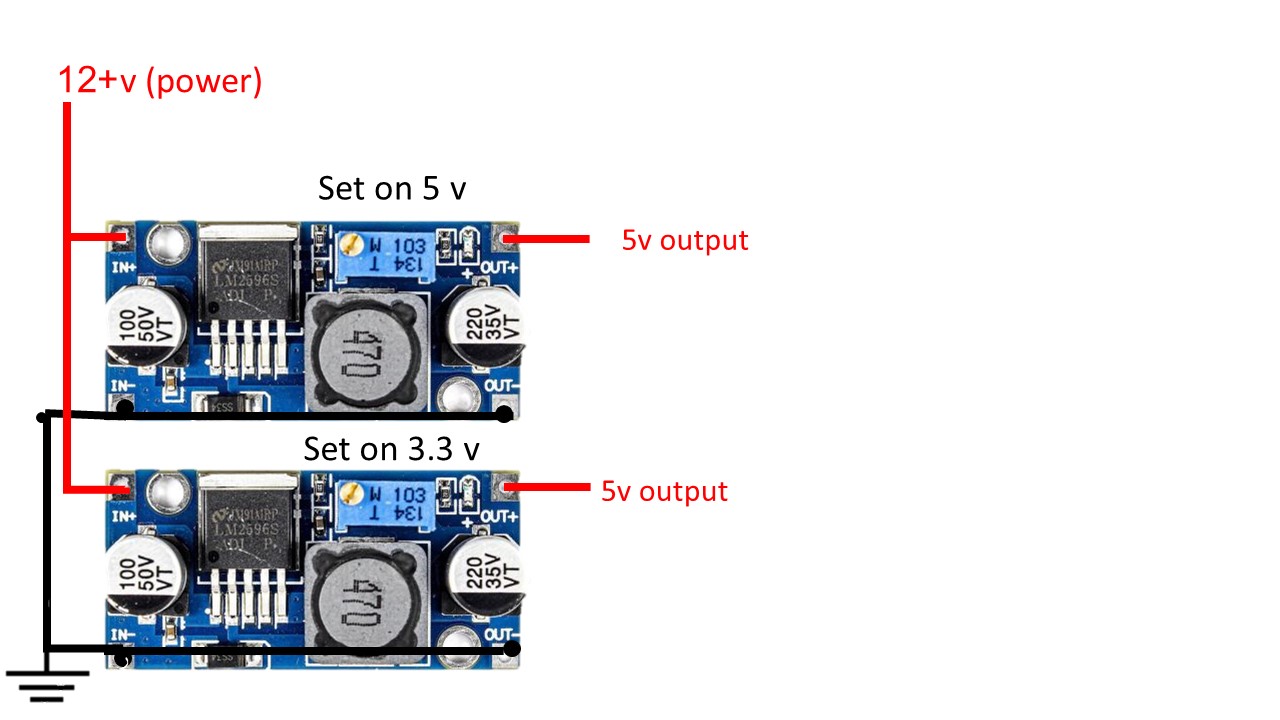 12+v (power)
Set on 5 v
5v output
IN+
100
50V
VT
LM2596S
W 103
T 134
+
OUT+
470
220
35V
VT
IN-
SS34
OUT-
Set on 3.3 v
5v output
IN+
100
50V
VT
LM2596S
W 103
T 134
+
OUT+
470
220
35V
VT
IN-
SS34
OUT-